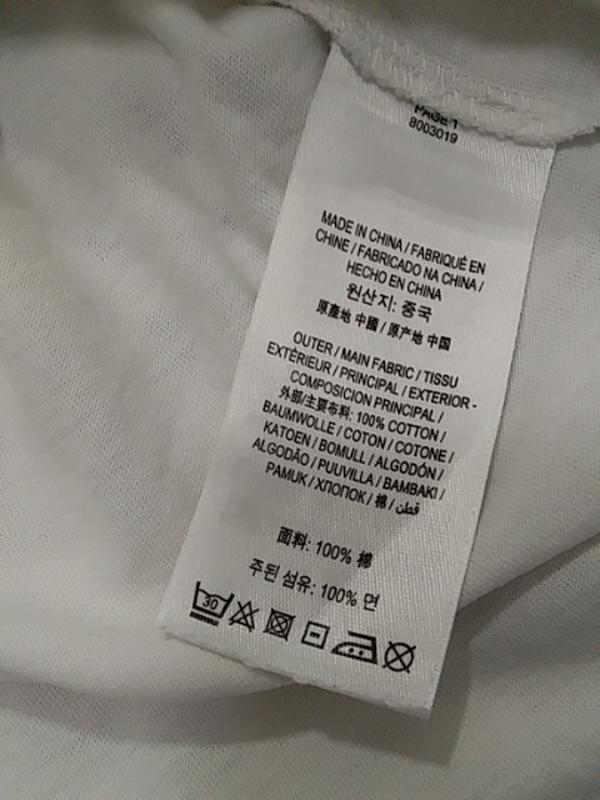 PAGE 1
8003019
MADE IN CHINA / FABRIQUÉ EN
CHINE / FABRICADO NA CHINA /
HECHO EN CHINA
원산지: 중국
原產地 中國 / 原产地 中国
OUTER / MAIN FABRIC / TISSU
EXTÉRIEUR / PRINCIPAL / EXTERIOR -
COMPOSICION PRINCIPAL /
外部/主要布料: 100% COTTON /
BAUMWOLLE / COTON / COTONE /
KATOEN / BOMULL / ALGODÓN /
ALGODÃO / PUUVILLA / BAMBAKI /
PAMUK / ХЛОПОК / 棉 / قطن
面料: 100% 棉
주된 섬유: 100% 면
30